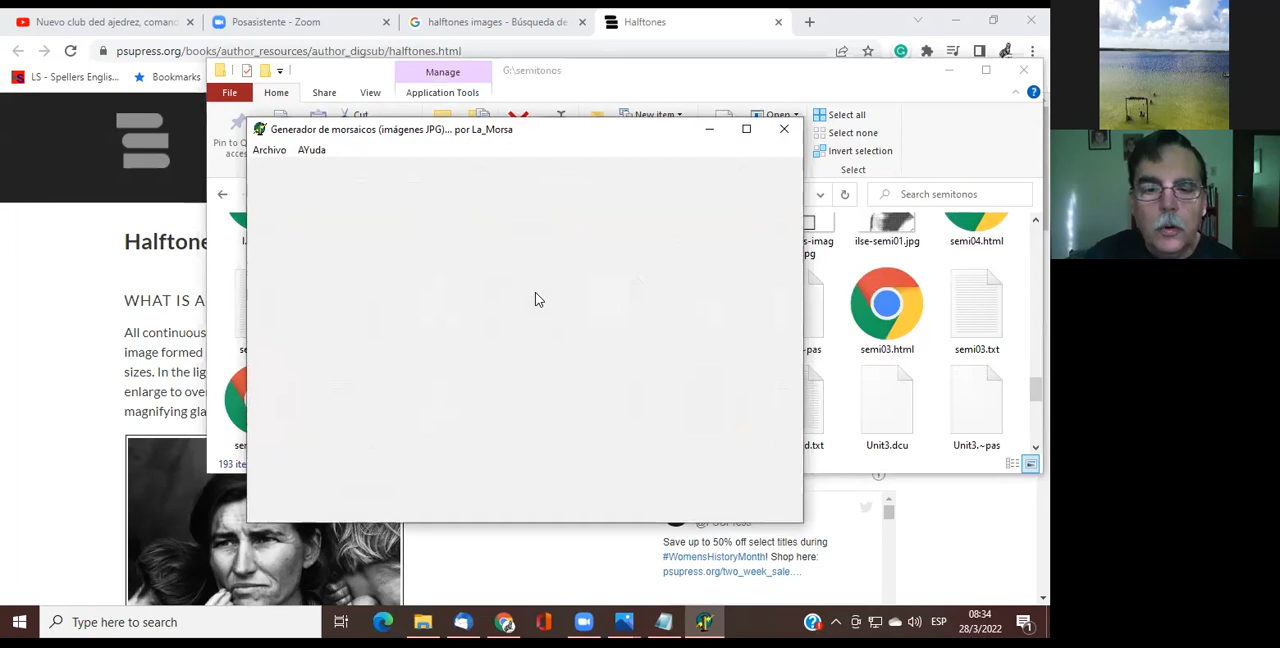 Nuevo club ded ajedrez, comand
Posasistente - Zoom
halftones images - Búsqueda de
Halftones
psupress.org/books/author_resources/author_digsub/halftones.html
LS - Spellers Englis...
Bookmarks
Manage
G:\semitonos
File
Home
Share
View
Application Tools
Cut
New item
Open
Select all
Pin to Q
acces
Select none
Invert selection
Select
Generador de morsaicos (imágenes JPG)... por La_Morsa
Archivo
AYuda
Search semitonos
s-imag
pg
ilse-semi01.jpg
semi04.html
Halftone
WHAT IS A
All continuous
image formed
sizes. In the lig
enlarge to over
magnifying gla
~pas
semi03.html
semi03.txt
d.txt
Unit3.dcu
Unit3.~pas
193 ite
Save up to 50% off select titles during
#WomensHistoryMonth! Shop here:
psupress.org/two_week_sale....
Type here to search
ESP
08:34
28/3/2022